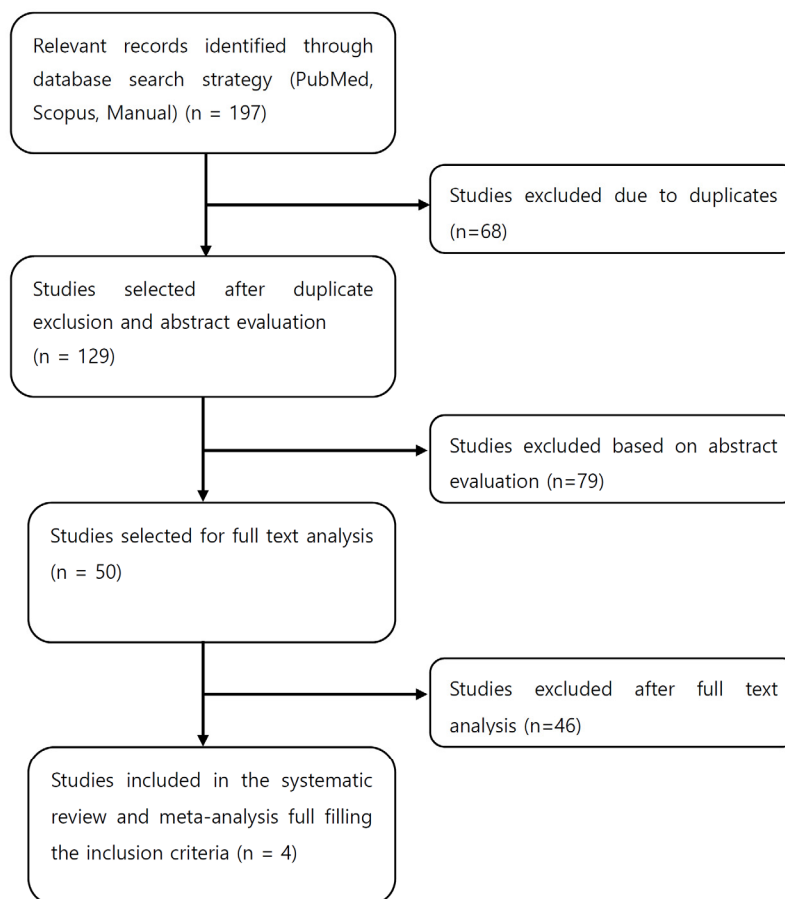 Relevant records identified through
database search strategy (PubMed,
Scopus, Manual) (n = 197)
Studies excluded due to duplicates
(n=68)
Studies selected after duplicate
exclusion and abstract evaluation
(n = 129)
Studies excluded based on abstract
evaluation (n=79)
Studies selected for full text analysis
(n = 50)
Studies excluded after full text
analysis (n=46)
Studies included in the systematic
review and meta-analysis full filling
the inclusion criteria (n = 4)